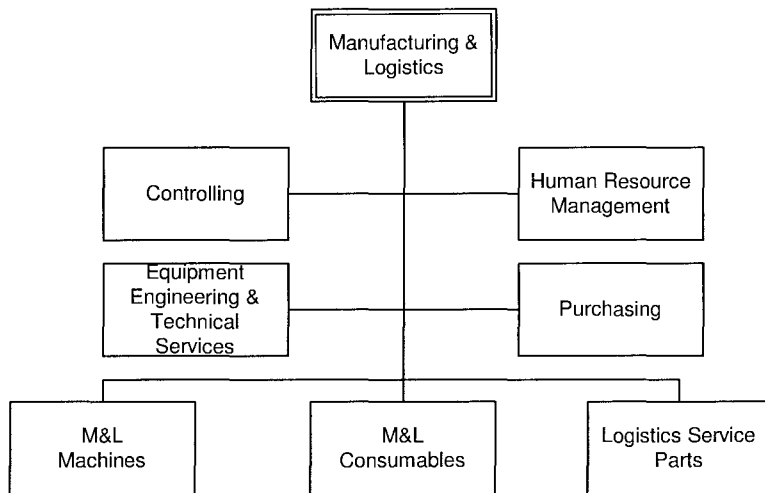 Manufacturing &
Logistics
Controlling
Human Resource
Management
Equipment
Engineering &
Technical
Services
Purchasing
M&L
Machines
M&L
Consumables
Logistics Service
Parts